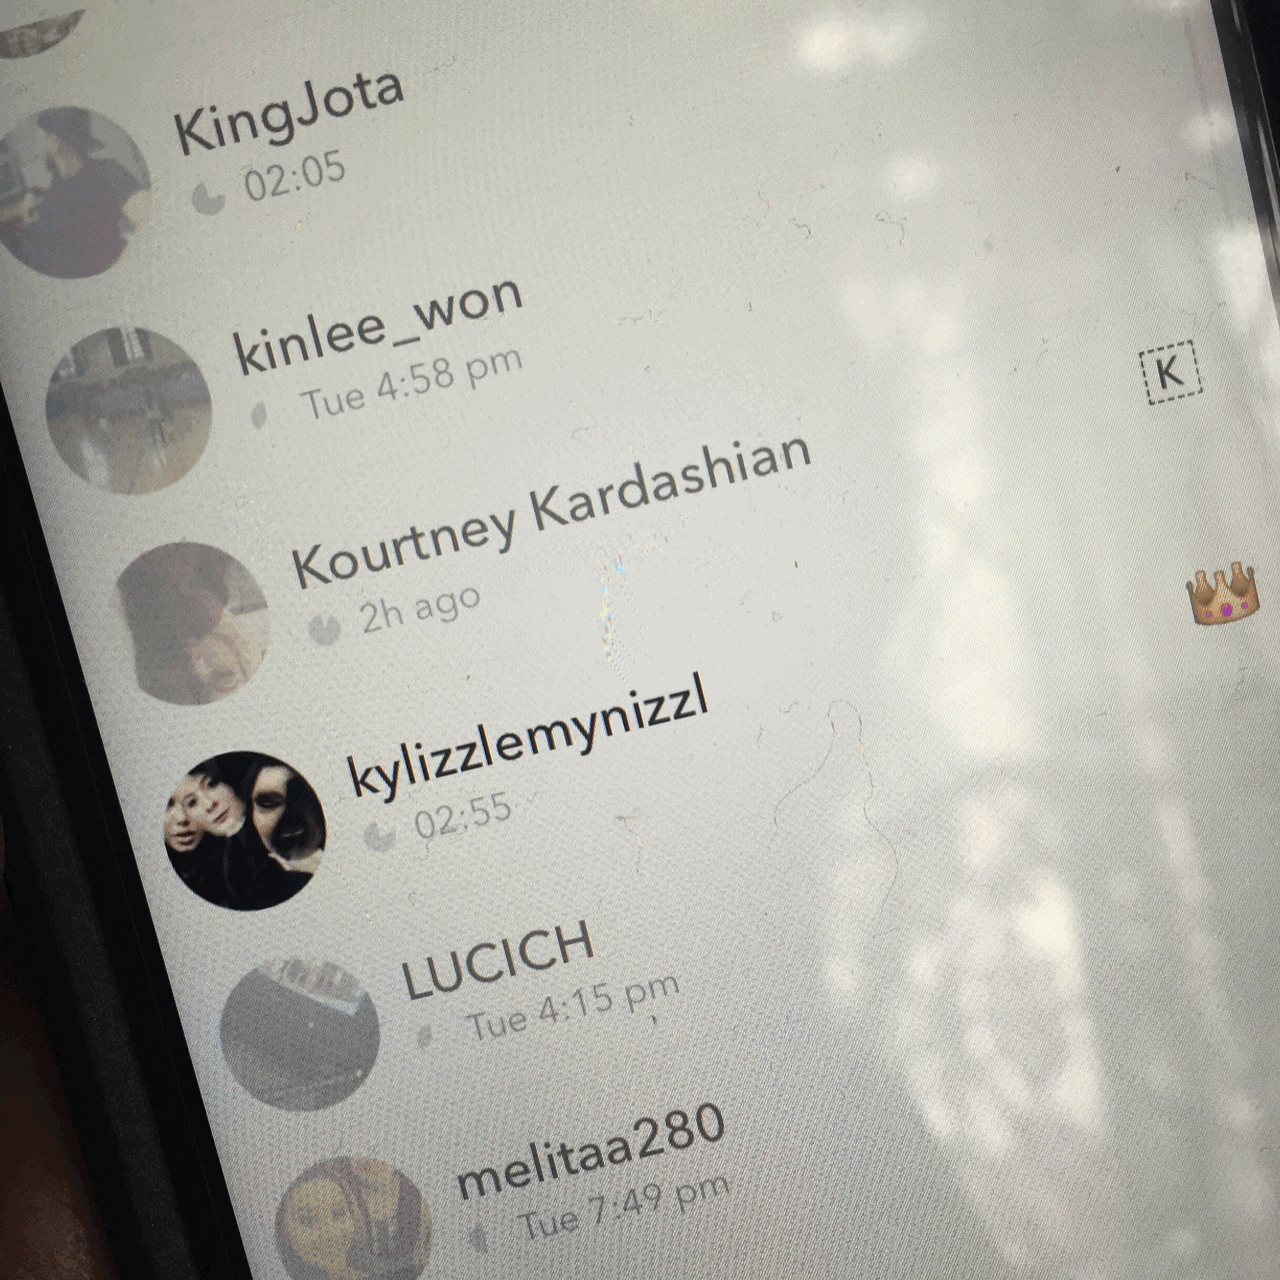 KingJota
02:05
kinlee_won
Tue 4:58 pm
K
Kourtney Kardashian
2h ago
kylizzlemynizzl
02:55
LUCICH
Tue 4:15 pm
melitaa280
Tue 7:49 pm